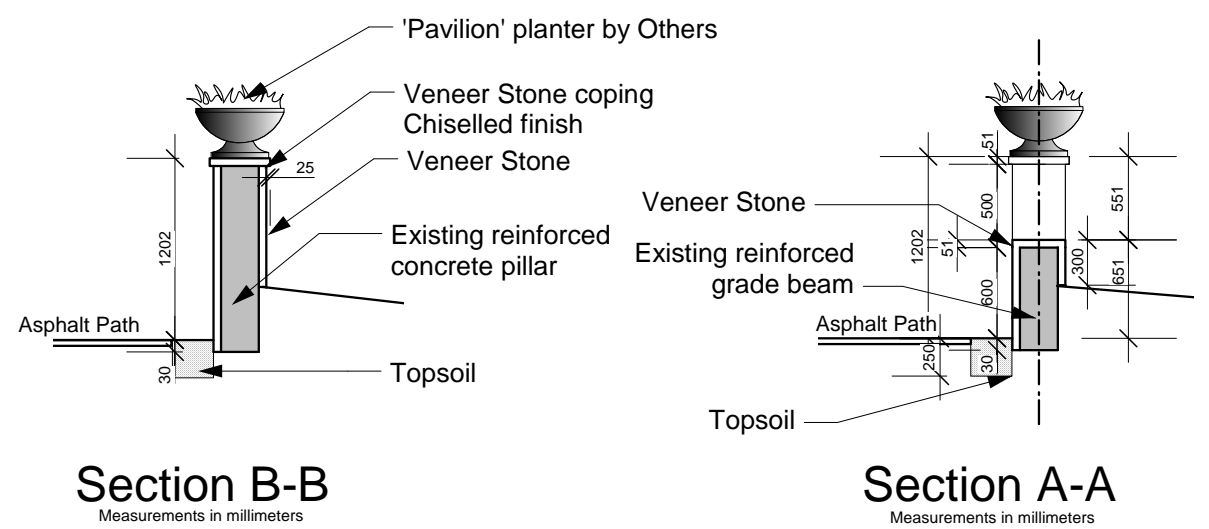 'Pavilion' planter by Others
Veneer Stone coping
Chiselled finish
Veneer Stone
25
1202
Existing reinforced
concrete pillar
Asphalt Path
30
Topsoil
Section B-B
Measurements in millimeters
51
500
551
Veneer Stone
1202
51
Existing reinforced
grade beam
300
651
600
Asphalt Path
250
30
Topsoil
Section A-A
Measurements in millimeters